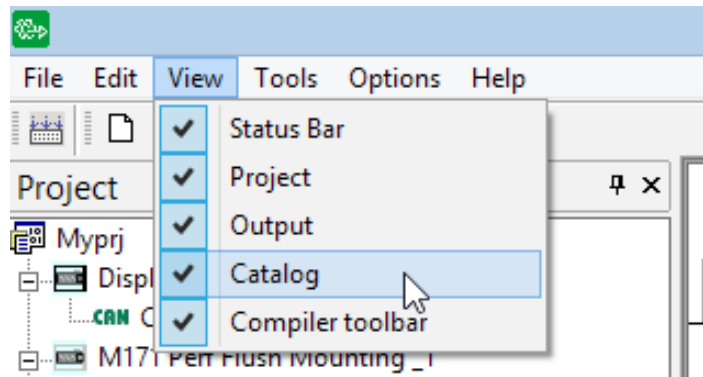 File Edit View Tools Options Help
Status Bar
Project
Project
Output
Myprj
Catalog
Displ
CAN C
Compiler toolbar
M171 Perf Flush Mounting _1